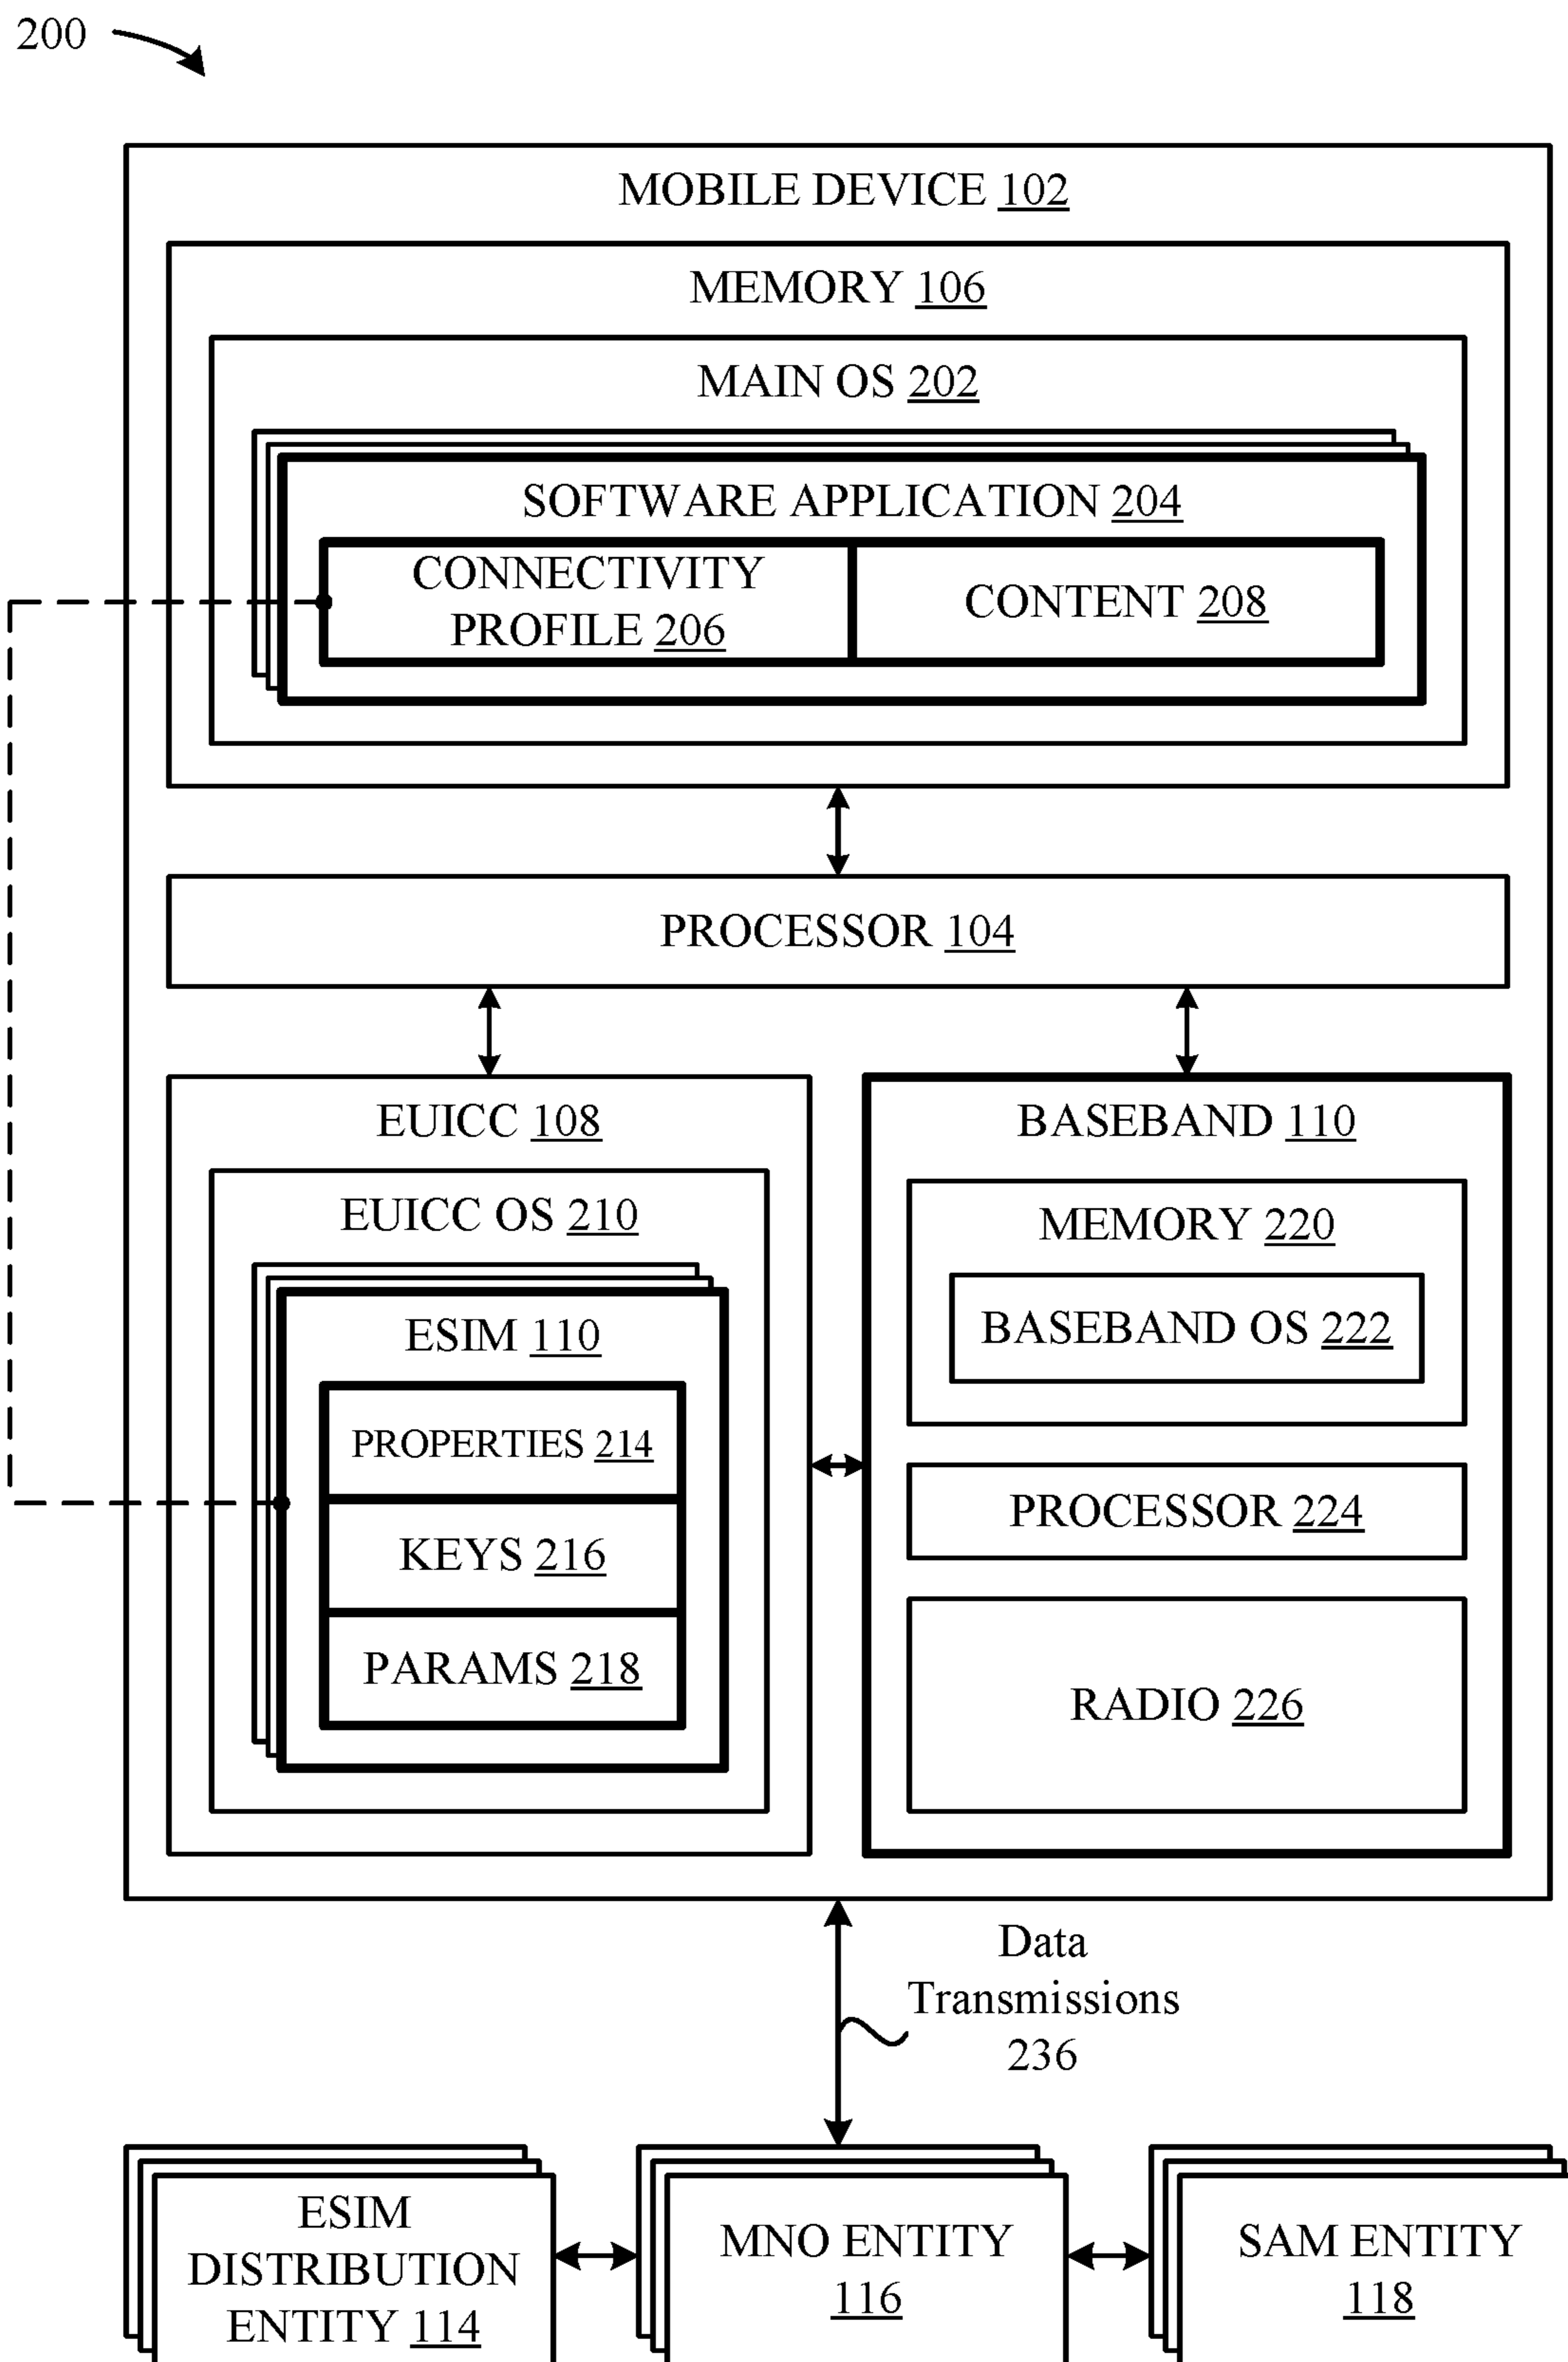 200
MOBILE DEVICE 102
MEMORY 106
MAIN OS 202
SOFTWARE APPLICATION 204
CONNECTIVITY
PROFILE 206
CONTENT 208
PROCESSOR 104
EUICC 108
EUICC OS 210
ESIM 110
PROPERTIES 214
KEYS 216
PARAMS 218
BASEBAND 110
MEMORY 220
BASEBAND OS 222
PROCESSOR 224
RADIO 226
Data
Transmissions
236
ESIM
DISTRIBUTION
ENTITY 114
MNO ENTITY
116
SAM ENTITY
118